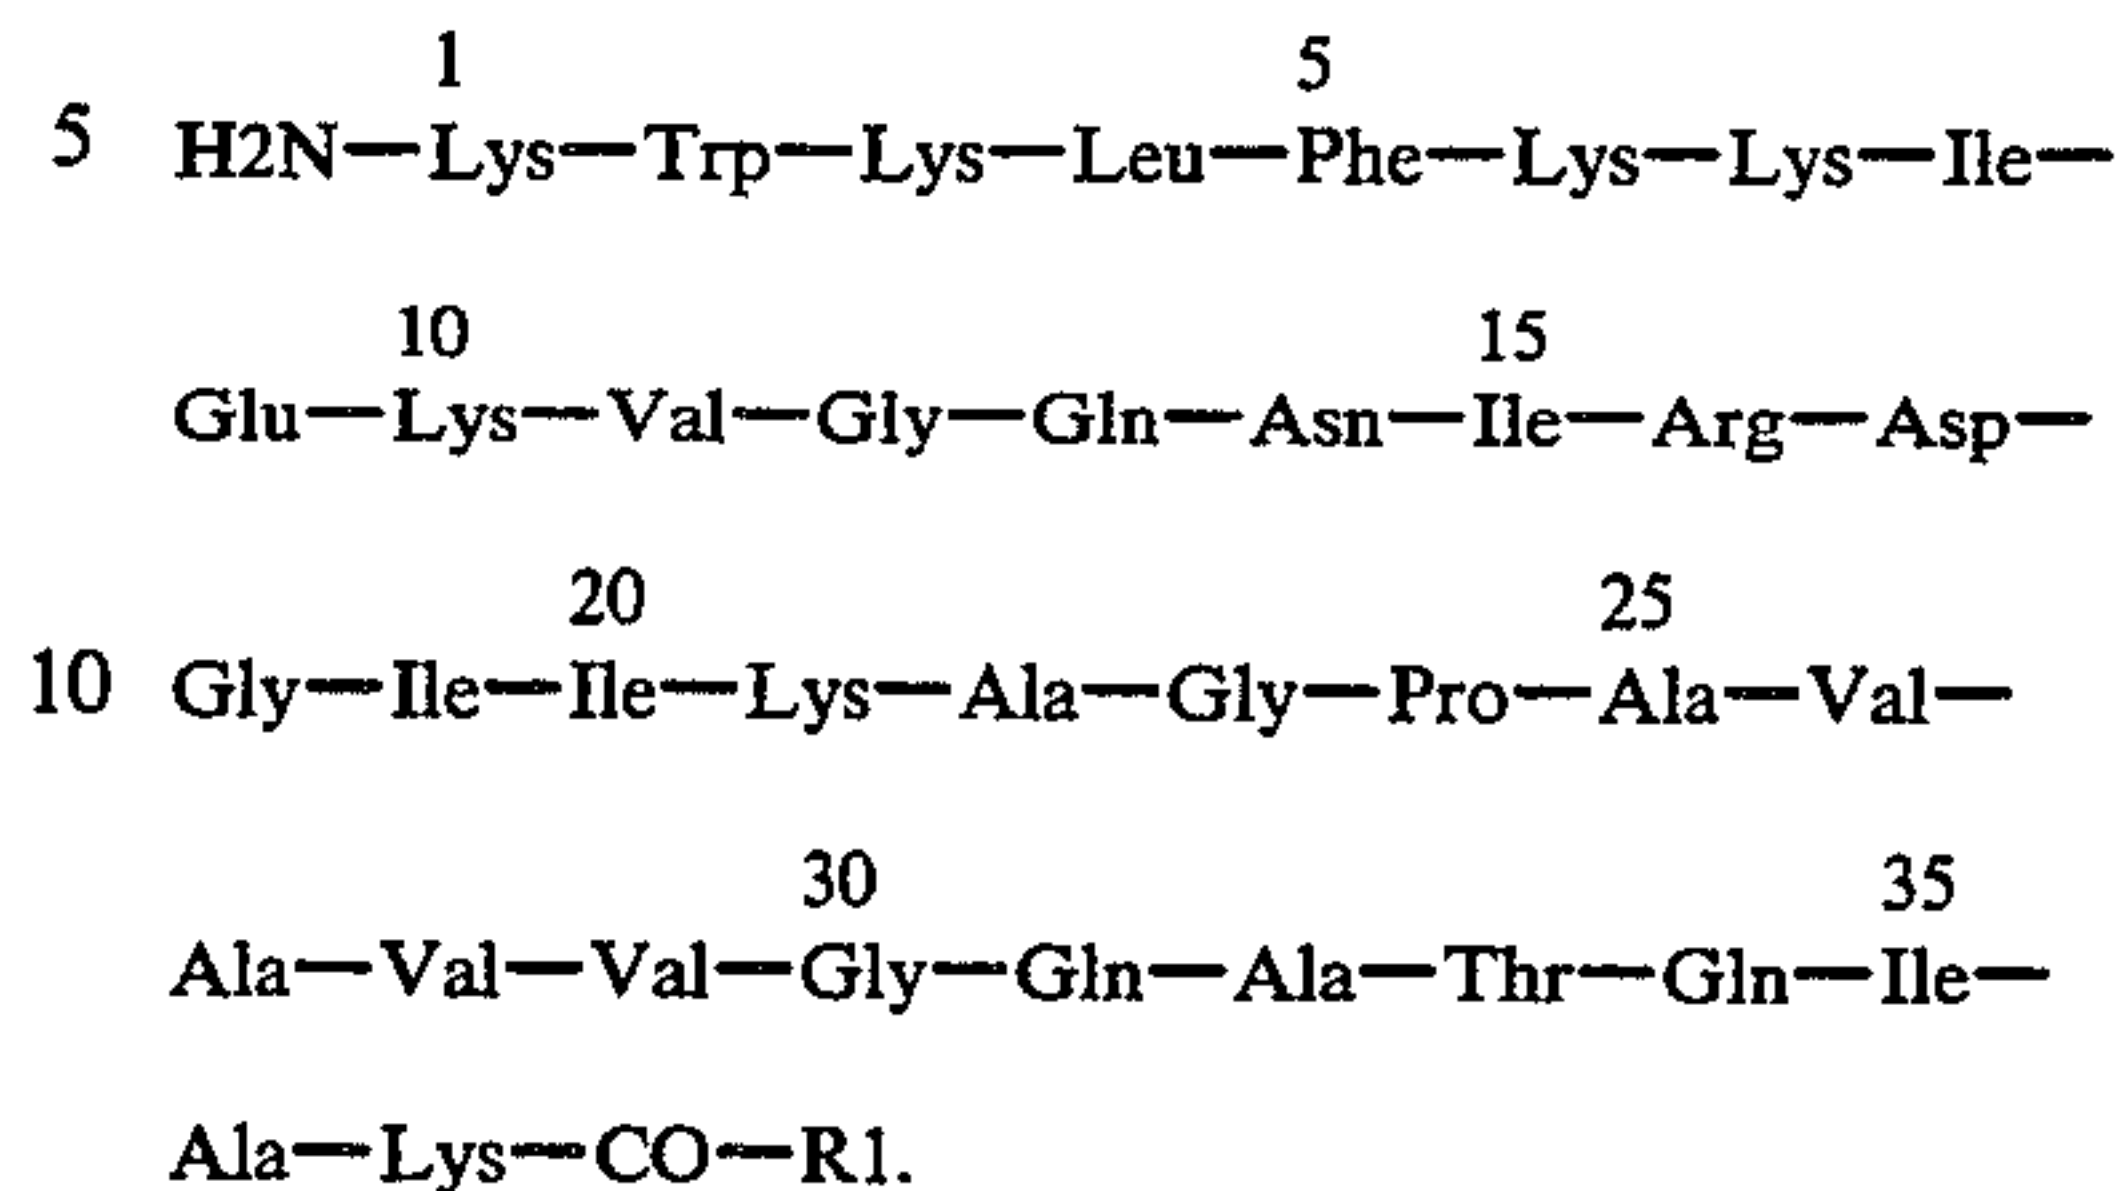 1 5
5 H2N—Lys—Trp—Lys—Leu—Phe—Lys—Lys—Ile—
10 15
Glu—Lys—Val—Gly—Gln—Asn—Ile—Arg—Asp—
20 25
10 Gly—Ile—Ile—Lys—Ala—Gly—Pro—Ala—Val—
30 35
Ala—Val—Val—Gly—Gln—Ala—Thr—Gln—Ile—
Ala—Lys—CO—R1.